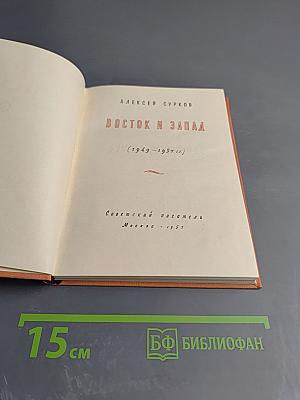 АЛЕКСЕЙ СУРКОВ
ВОСТОК И ЗАПАД
(1949—1957 гг)
Советский писатель
Москва • 1957
15 см
БФ БИБЛИОФАН